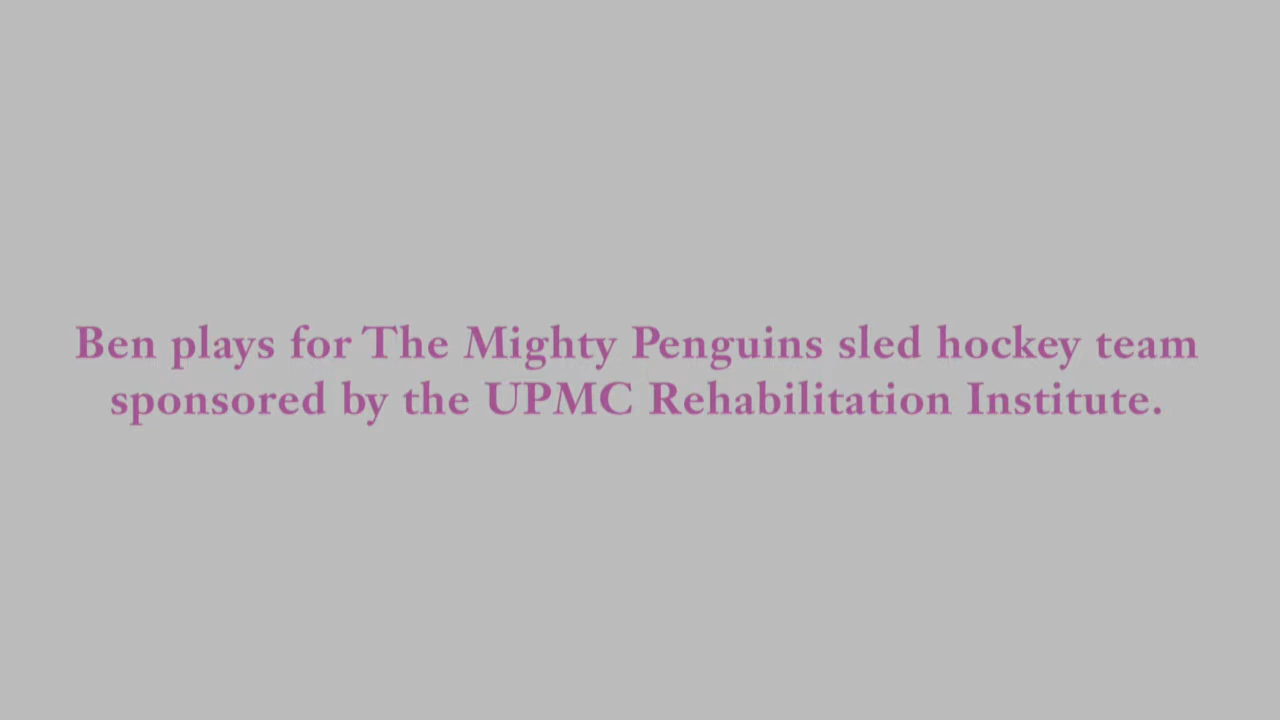 Ben plays for The Mighty Penguins sled hockey team
sponsored by the UPMC Rehabilitation Institute.